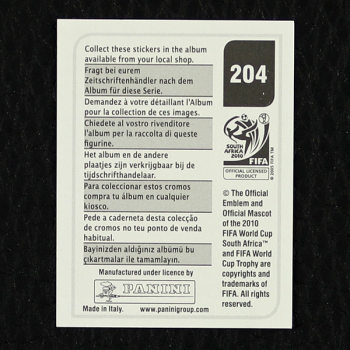 Collect these stickers in the album
available from your local shop.
Fragt bei eurem
Zeitschriftenhändler nach dem
Album für diese Serie.
Demandez à votre détaillant l'Album
pour la collection de ces images.
Chiedete al vostro rivenditore
l'album per la raccolta di queste
figurine.
Het album en de andere
plaatjes zijn verkrijgbaar bij de
tijdschrifthandelaar.
Para coleccionar estos cromos
compra tu álbum en cualquier
kiosco.
Pede a caderneta desta colecção
de cromos no teu ponto de venda
habitual.
Bayinizden aldığınız albümü bu
çıkartmalar ile tamamlayın.
Manufactured under licence by
PANINI
Made in Italy. www.paninigroup.com
204
SOUTH AFRICA
2010
FIFA
OFFICIAL LICENSED
PRODUCT
© The Official
Emblem and
Official Mascot
of the 2010
FIFA World Cup
South Africa™
and FIFA World
Cup Trophy are
copyrights and
trademarks of
FIFA. All rights
reserved.